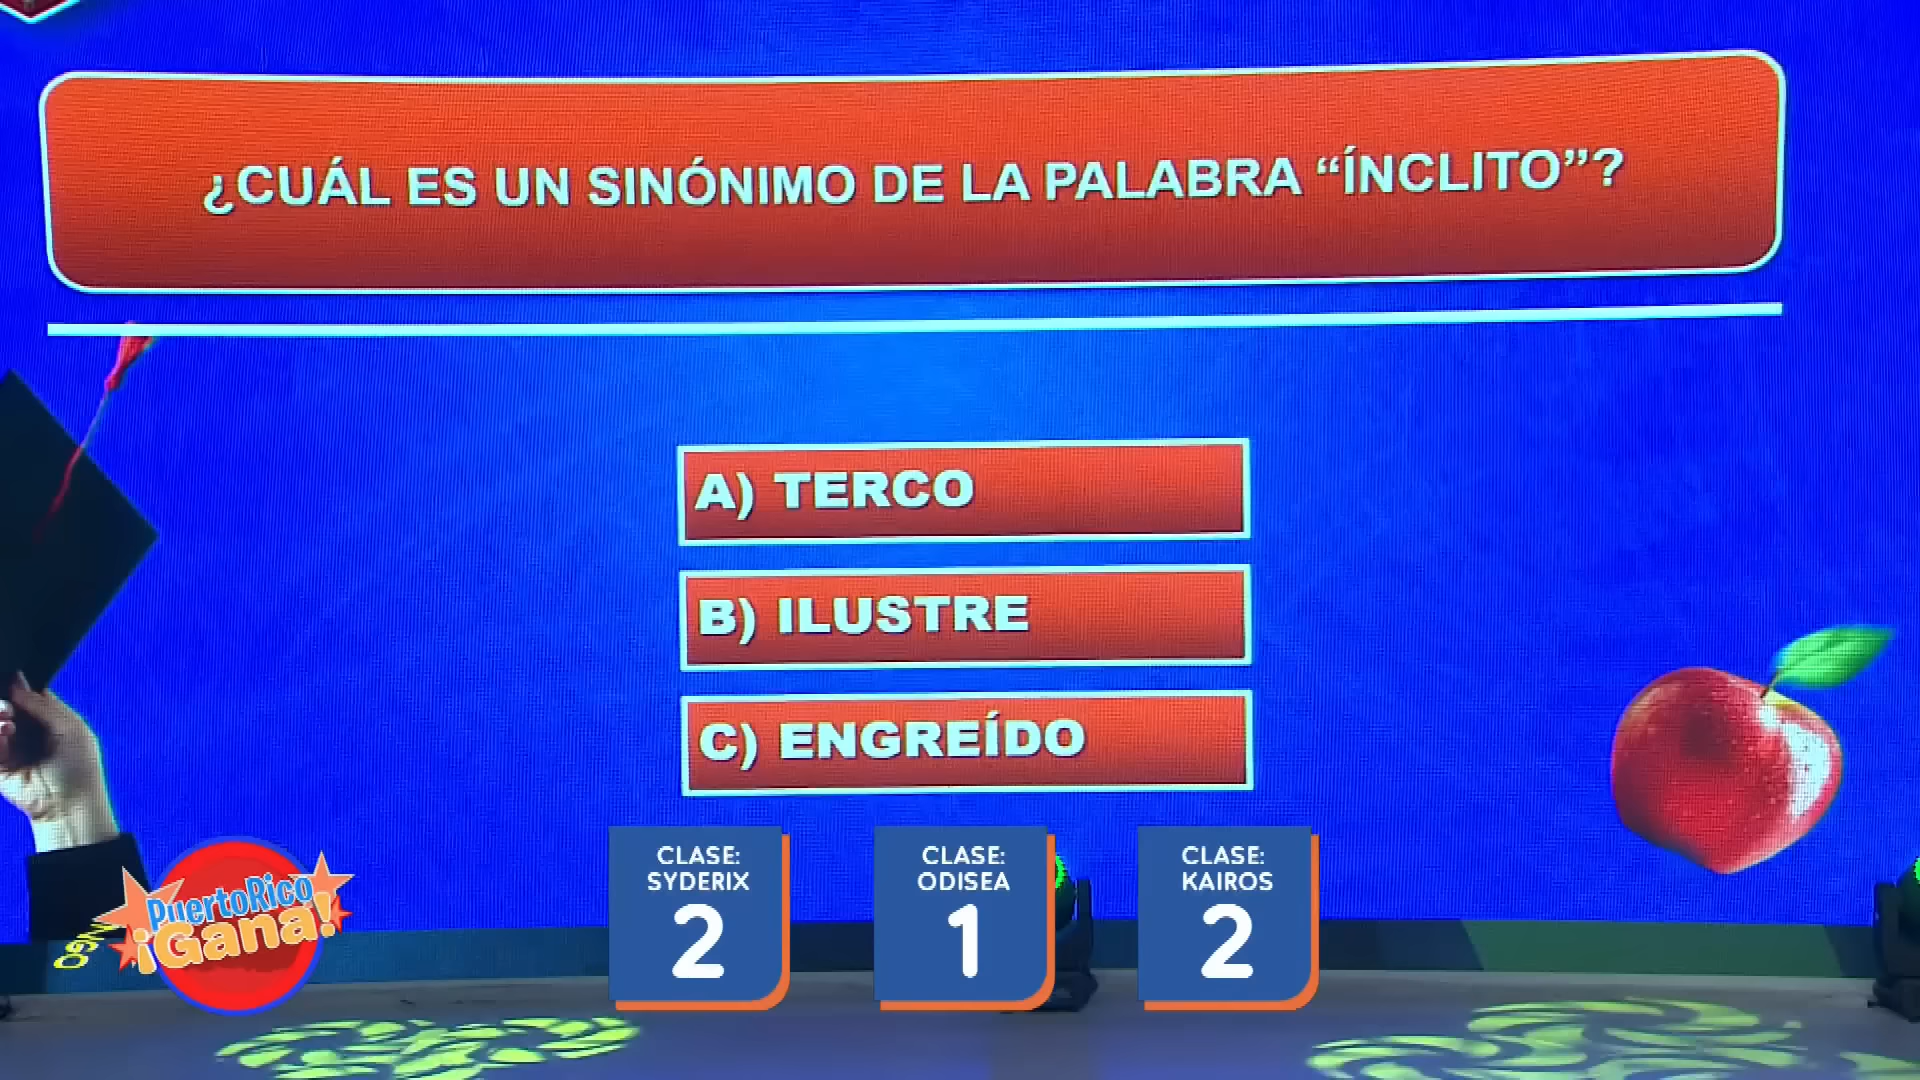 ¿CUÁL ES UN SINÓNIMO DE LA PALABRA “ÍNCLITO”?
A) TERCO
B) ILUSTRE
C) ENGREÍDO
CLASE:
SYDERIX
2
CLASE:
ODISEA
1
CLASE:
KAIROS
2
PuertoRico
¡Gana!